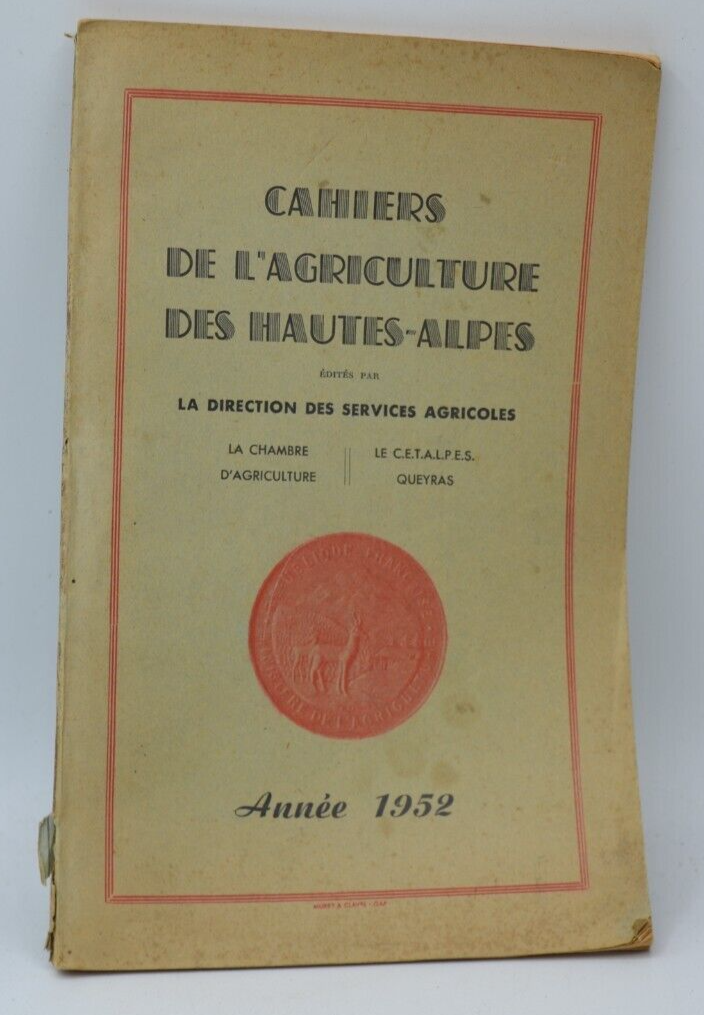 CAHIERS
DE L'AGRICULTURE
DES HAUTES-ALPES
ÉDITÉS PAR
LA DIRECTION DES SERVICES AGRICOLES
LA CHAMBRE
D'AGRICULTURE
LE C.E.T.A.L.P.E.S.
QUEYRAS
Année 1952